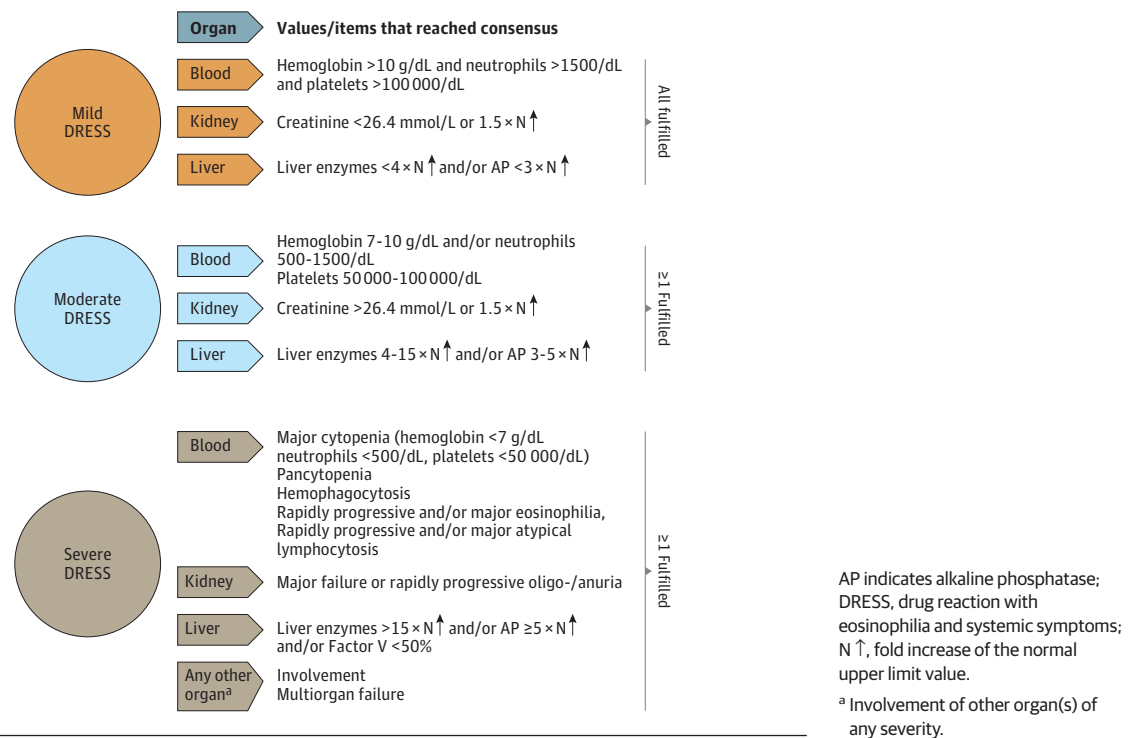 Organ Values/items that reached consensus
Mild
DRESS
Blood
Hemoglobin >10 g/dL and neutrophils >1500/dL
and platelets >100 000/dL
Kidney
Creatinine <26.4 mmol/L or 1.5 × N ↑
Liver
Liver enzymes <4 × N ↑ and/or AP <3 × N ↑
All fulfilled
Moderate
DRESS
Blood
Hemoglobin 7-10 g/dL and/or neutrophils
500-1500/dL
Platelets 50 000-100 000/dL
Kidney
Creatinine >26.4 mmol/L or 1.5 × N ↑
Liver
Liver enzymes 4-15 × N ↑ and/or AP 3-5 × N ↑
≥1 Fulfilled
Severe
DRESS
Blood
Major cytopenia (hemoglobin <7 g/dL
neutrophils <500/dL, platelets <50 000/dL)
Pancytopenia
Hemophagocytosis
Rapidly progressive and/or major eosinophilia,
Rapidly progressive and/or major atypical
lymphocytosis
Kidney
Major failure or rapidly progressive oligo-/anuria
Liver
Liver enzymes >15 × N ↑ and/or AP ≥5 × N ↑
and/or Factor V <50%
Any other
organᵃ
Involvement
Multiorgan failure
≥1 Fulfilled
AP indicates alkaline phosphatase;
DRESS, drug reaction with
eosinophilia and systemic symptoms;
N ↑, fold increase of the normal
upper limit value.
ᵃ Involvement of other organ(s) of
any severity.